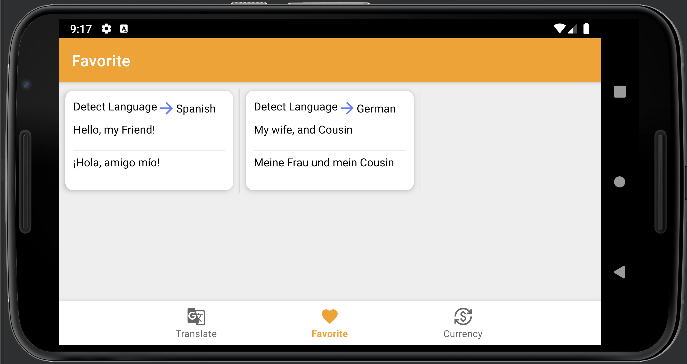 9:17
Favorite
Detect Language Spanish
Hello, my Friend!
¡Hola, amigo mío!
Detect Language German
My wife, and Cousin
Meine Frau und mein Cousin
Translate
Favorite
Currency